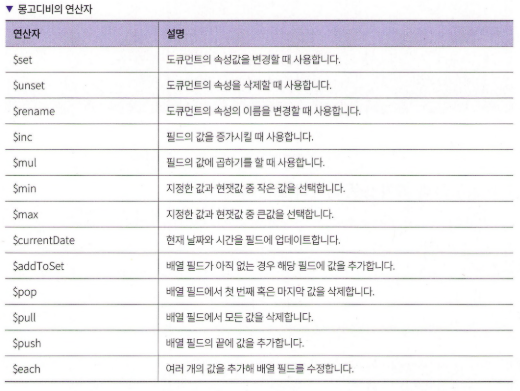 ▼ 몽고디비의 연산자
연산자 설명
$set 도큐먼트의 속성값을 변경할 때 사용합니다.
$unset 도큐먼트의 속성을 삭제할 때 사용합니다.
$rename 도큐먼트의 속성의 이름을 변경할 때 사용합니다.
$inc 필드의 값을 증가시킬 때 사용합니다.
$mul 필드의 값에 곱하기를 할 때 사용합니다.
$min 지정한 값과 현잿값 중 작은 값을 선택합니다.
$max 지정한 값과 현잿값 중 큰값을 선택합니다.
$currentDate 현재 날짜와 시간을 필드에 업데이트합니다.
$addToSet 배열 필드가 아직 없는 경우 해당 필드에 값을 추가합니다.
$pop 배열 필드에서 첫 번째 혹은 마지막 값을 삭제합니다.
$pull 배열 필드에서 모든 값을 삭제합니다.
$push 배열 필드의 끝에 값을 추가합니다.
$each 여러 개의 값을 추가해 배열 필드를 수정합니다.